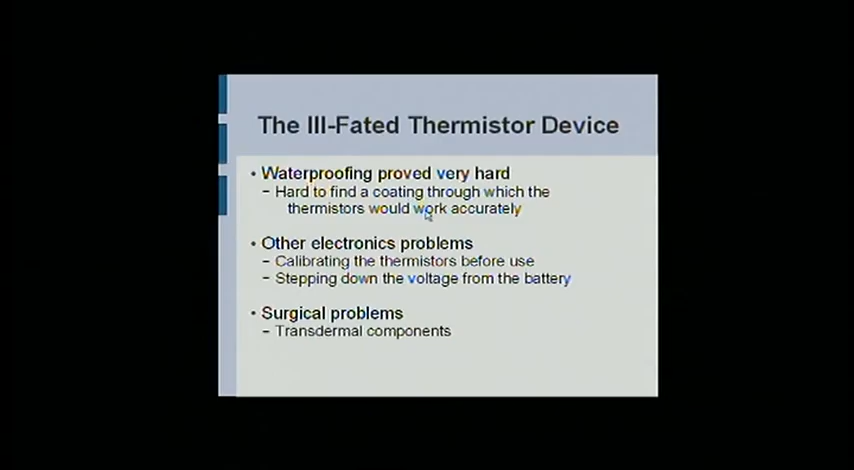 The Ill-Fated Thermistor Device
• Waterproofing proved very hard
– Hard to find a coating through which the
thermistors would work accurately
• Other electronics problems
– Calibrating the thermistors before use
– Stepping down the voltage from the battery
• Surgical problems
– Transdermal components